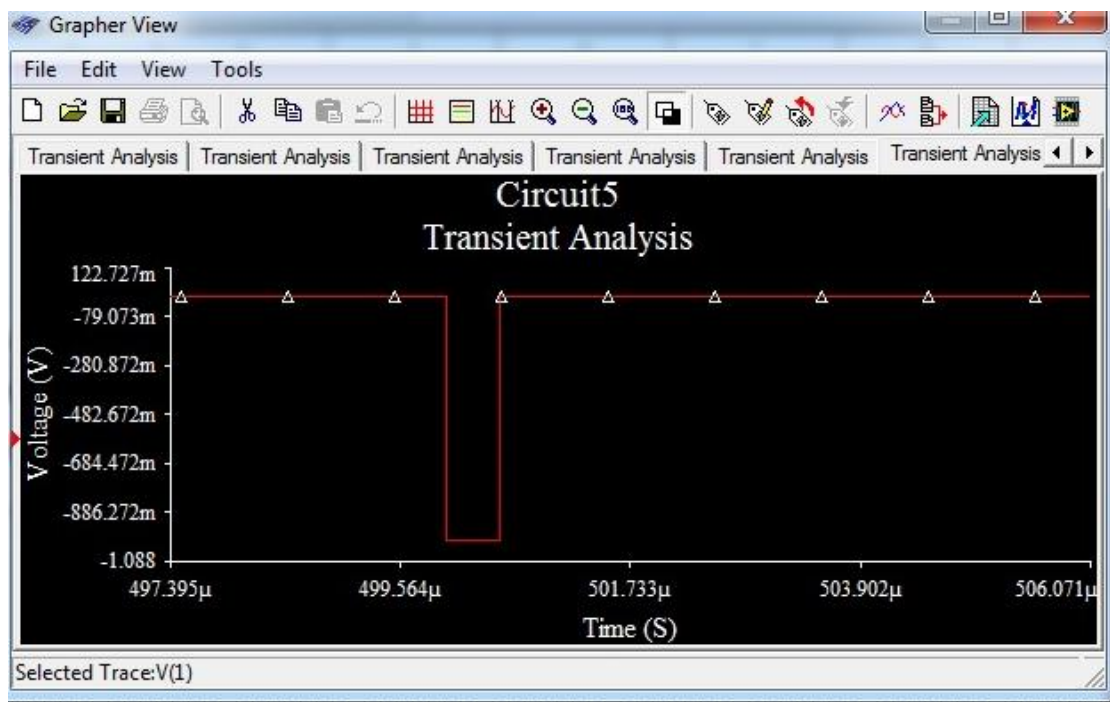 Grapher View
File Edit View Tools
Transient Analysis Transient Analysis Transient Analysis Transient Analysis Transient Analysis Transient Analysis
Circuit5
Transient Analysis
122.727m
-79.073m
-280.872m
-482.672m
-684.472m
-886.272m
-1.088
Voltage (V)
497.395µ 499.564µ 501.733µ 503.902µ 506.071µ
Time (S)
Selected Trace:V(1)